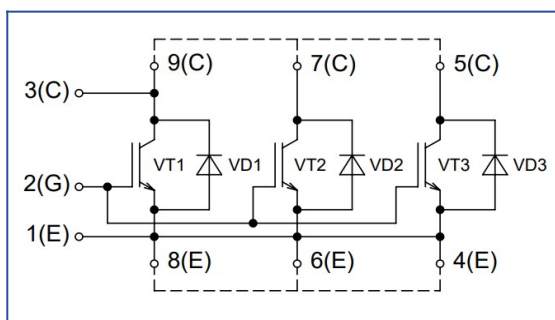 9(C) 7(C) 5(C)
3(C)
VT1 VD1 VT2 VD2 VT3 VD3
2(G)
1(E)
8(E) 6(E) 4(E)